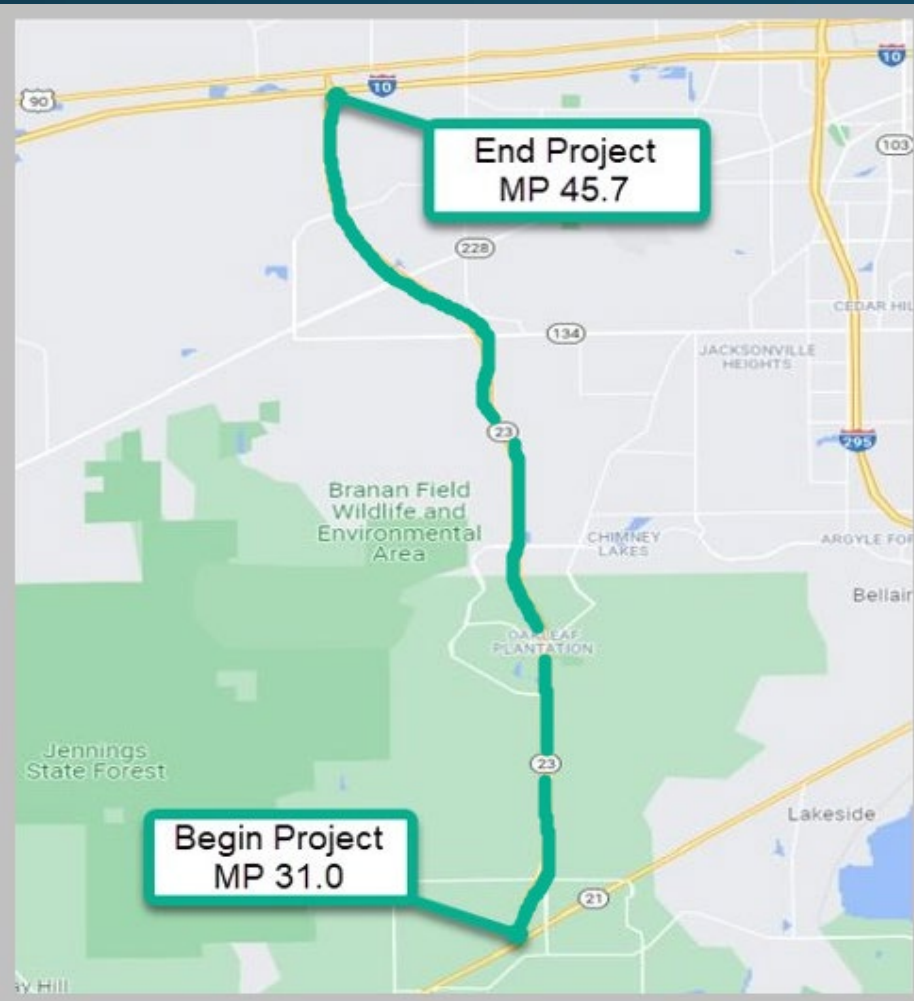 90
10
10
End Project
MP 45.7
103
228
CEDAR HIL
134
JACKSONVILLE
HEIGHTS
23
295
Branan Field
Wildlife and
Environmental
Area
CHIMNEY
LAKES
ARGYLE FOR
Bellair
OAKLEAF
PLANTATION
Jennings
State Forest
23
Lakeside
Begin Project
MP 31.0
21
ay Hill